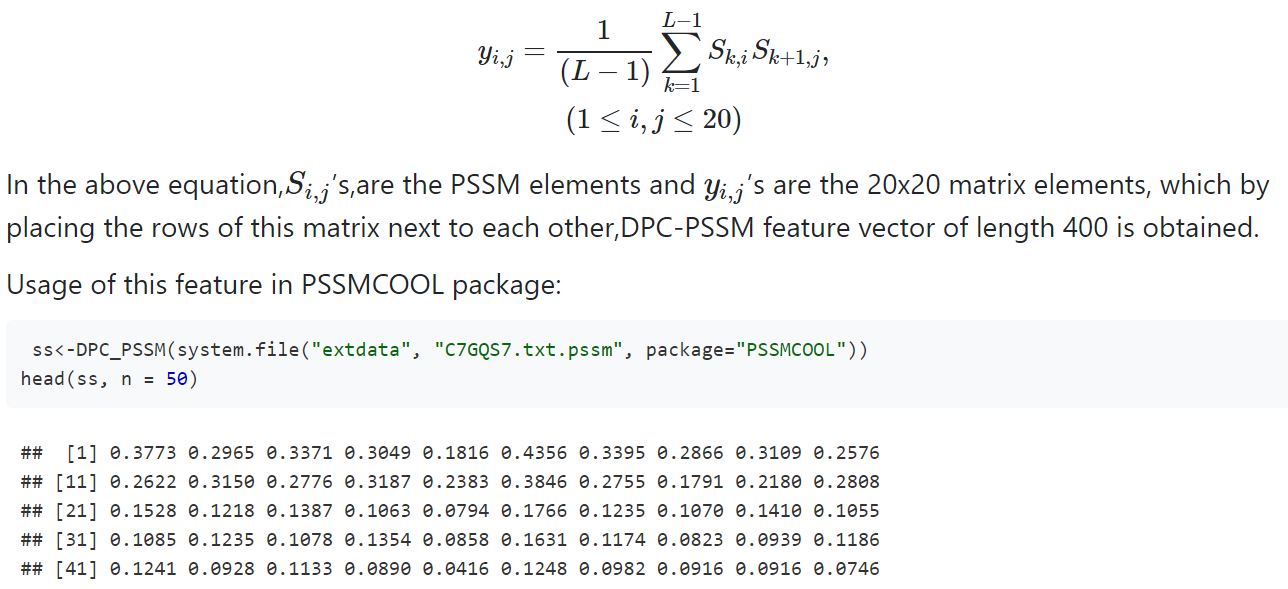 y_{i,j} = \frac{1}{(L-1)} \sum_{k=1}^{L-1} S_{k,i} S_{k+1,j},
(1 ≤ i, j ≤ 20)
In the above equation,S_{i,j}'s,are the PSSM elements and y_{i,j}'s are the 20x20 matrix elements, which by
placing the rows of this matrix next to each other,DPC-PSSM feature vector of length 400 is obtained.
Usage of this feature in PSSMCOOL package:
ss<-DPC_PSSM(system.file("extdata", "C7GQS7.txt.pssm", package="PSSMCOOL"))
head(ss, n = 50)
## [1] 0.3773 0.2965 0.3371 0.3049 0.1816 0.4356 0.3395 0.2866 0.3109 0.2576
## [11] 0.2622 0.3150 0.2776 0.3187 0.2383 0.3846 0.2755 0.1791 0.2180 0.2808
## [21] 0.1528 0.1218 0.1387 0.1063 0.0794 0.1766 0.1235 0.1070 0.1410 0.1055
## [31] 0.1085 0.1235 0.1078 0.1354 0.0858 0.1631 0.1174 0.0823 0.0939 0.1186
## [41] 0.1241 0.0928 0.1133 0.0890 0.0416 0.1248 0.0982 0.0916 0.0916 0.0746